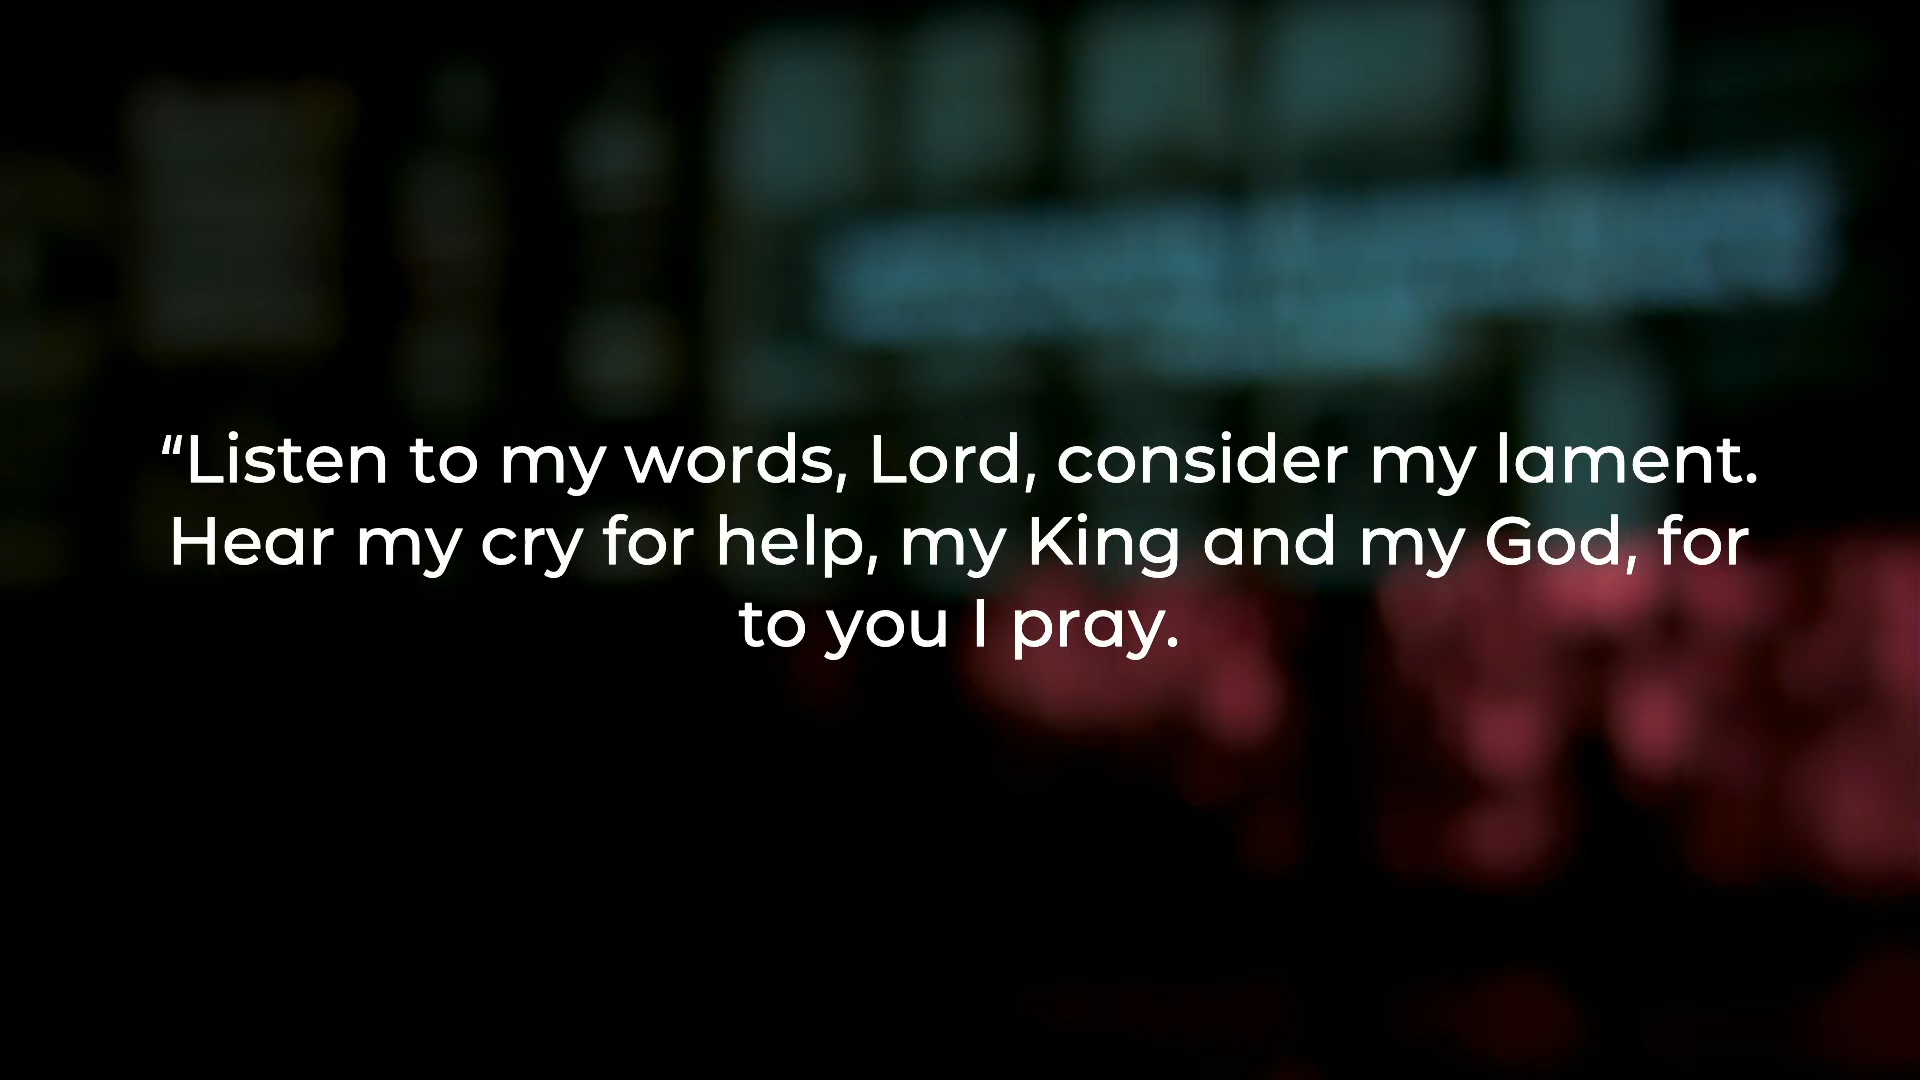 “Listen to my words, Lord, consider my lament.
Hear my cry for help, my King and my God, for
to you I pray.